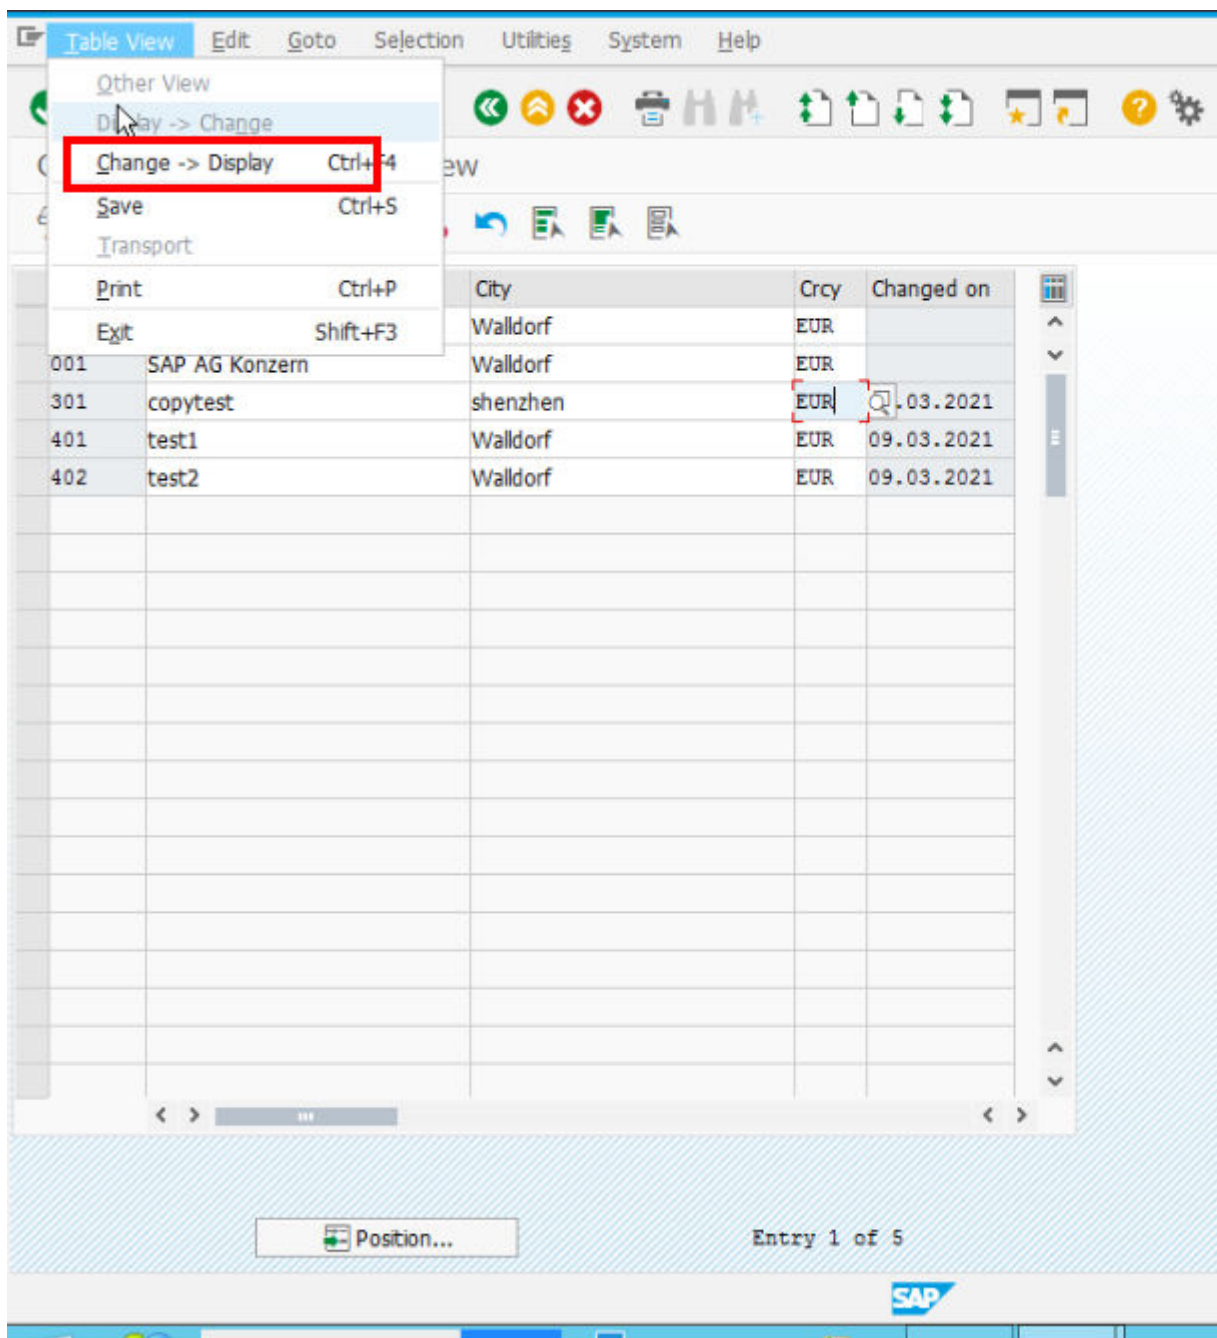 Table View Edit Goto Selection Utilities System Help
Other View
Display -> Change
Change -> Display Ctrl+F4
ew
Save Ctrl+S
Transport
Print Ctrl+P
Exit Shift+F3
City Crcy Changed on
Walldorf EUR
001 SAP AG Konzern Walldorf EUR
301 copytest shenzhen EUR .03.2021
401 test1 Walldorf EUR 09.03.2021
402 test2 Walldorf EUR 09.03.2021
Position... Entry 1 of 5
SAP